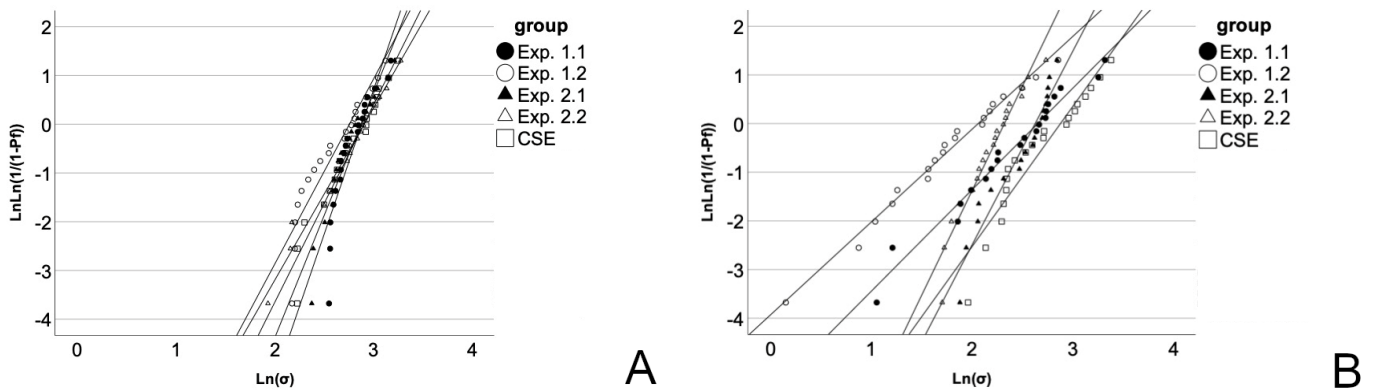 group
Exp. 1.1
Exp. 1.2
Exp. 2.1
Exp. 2.2
CSE
LnLn(1/(1-Pf))
2
1
0
-1
-2
-3
-4
0 1 2 3 4
Ln(σ)
A
group
Exp. 1.1
Exp. 1.2
Exp. 2.1
Exp. 2.2
CSE
LnLn(1/(1-Pf))
2
1
0
-1
-2
-3
-4
0 1 2 3 4
Ln(σ)
B